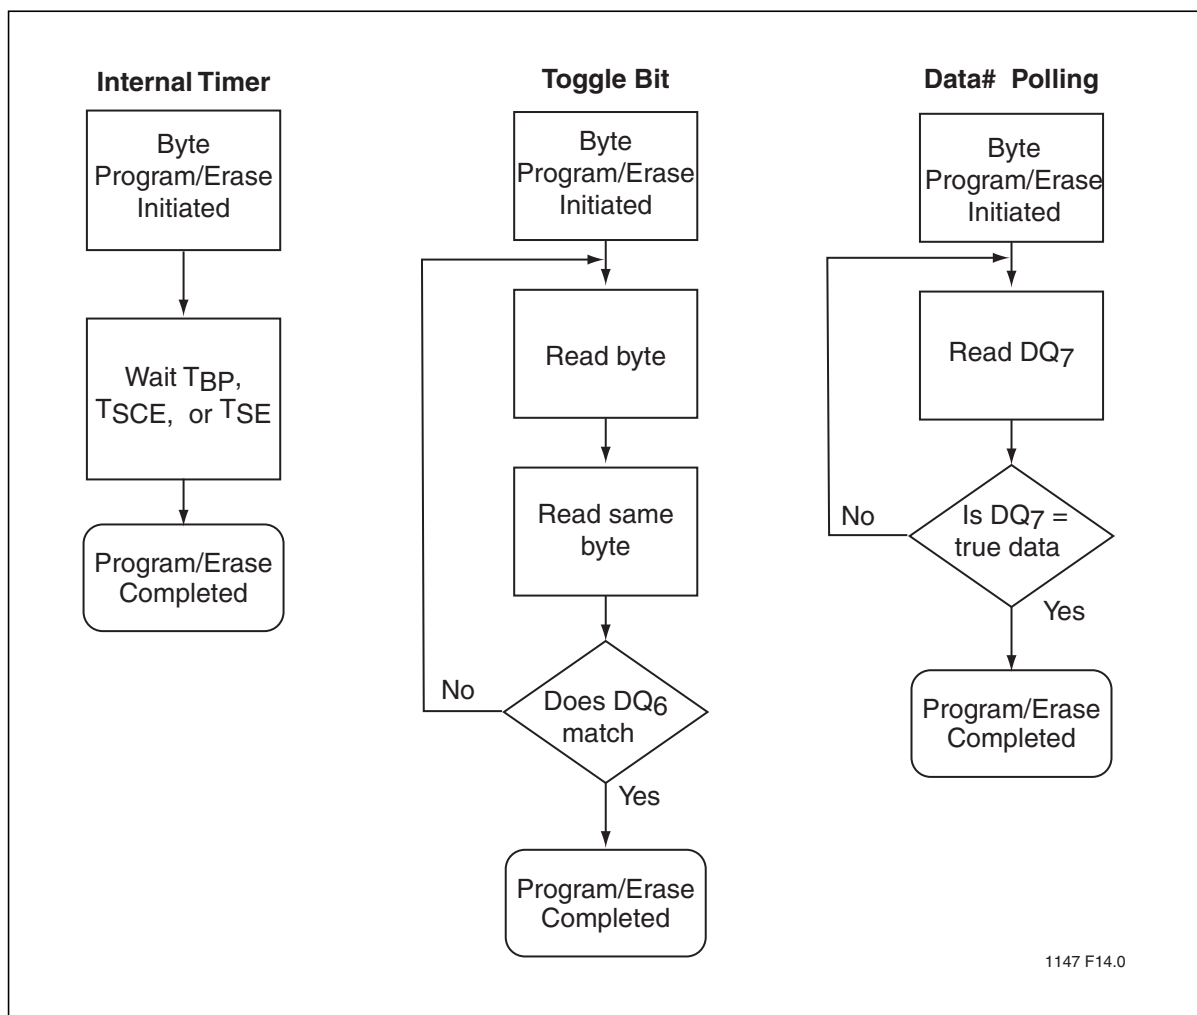 Internal Timer
Byte
Program/Erase
Initiated
Wait TBP,
TSCE, or TSE
Program/Erase
Completed
Toggle Bit
Byte
Program/Erase
Initiated
Read byte
Read same
byte
No
Does DQ6
match
Yes
Program/Erase
Completed
Data# Polling
Byte
Program/Erase
Initiated
Read DQ7
No
Is DQ7 =
true data
Yes
Program/Erase
Completed
1147 F14.0